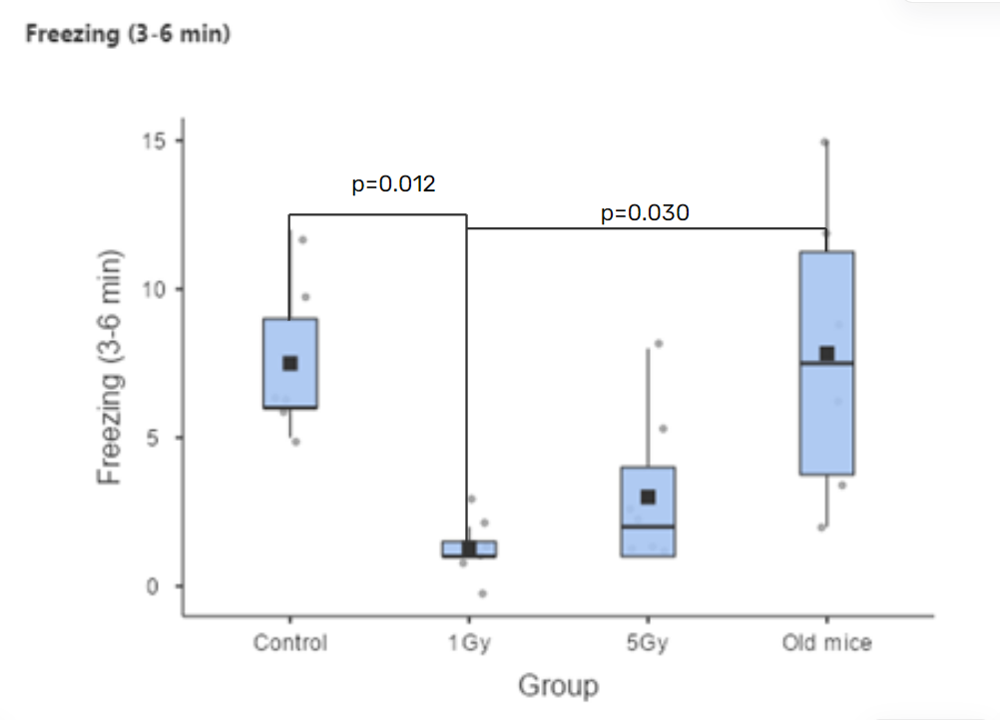 Freezing (3-6 min)
15
p=0.012
p=0.030
10
5
0
Freezing (3-6 min)
Control 1Gy 5Gy Old mice
Group